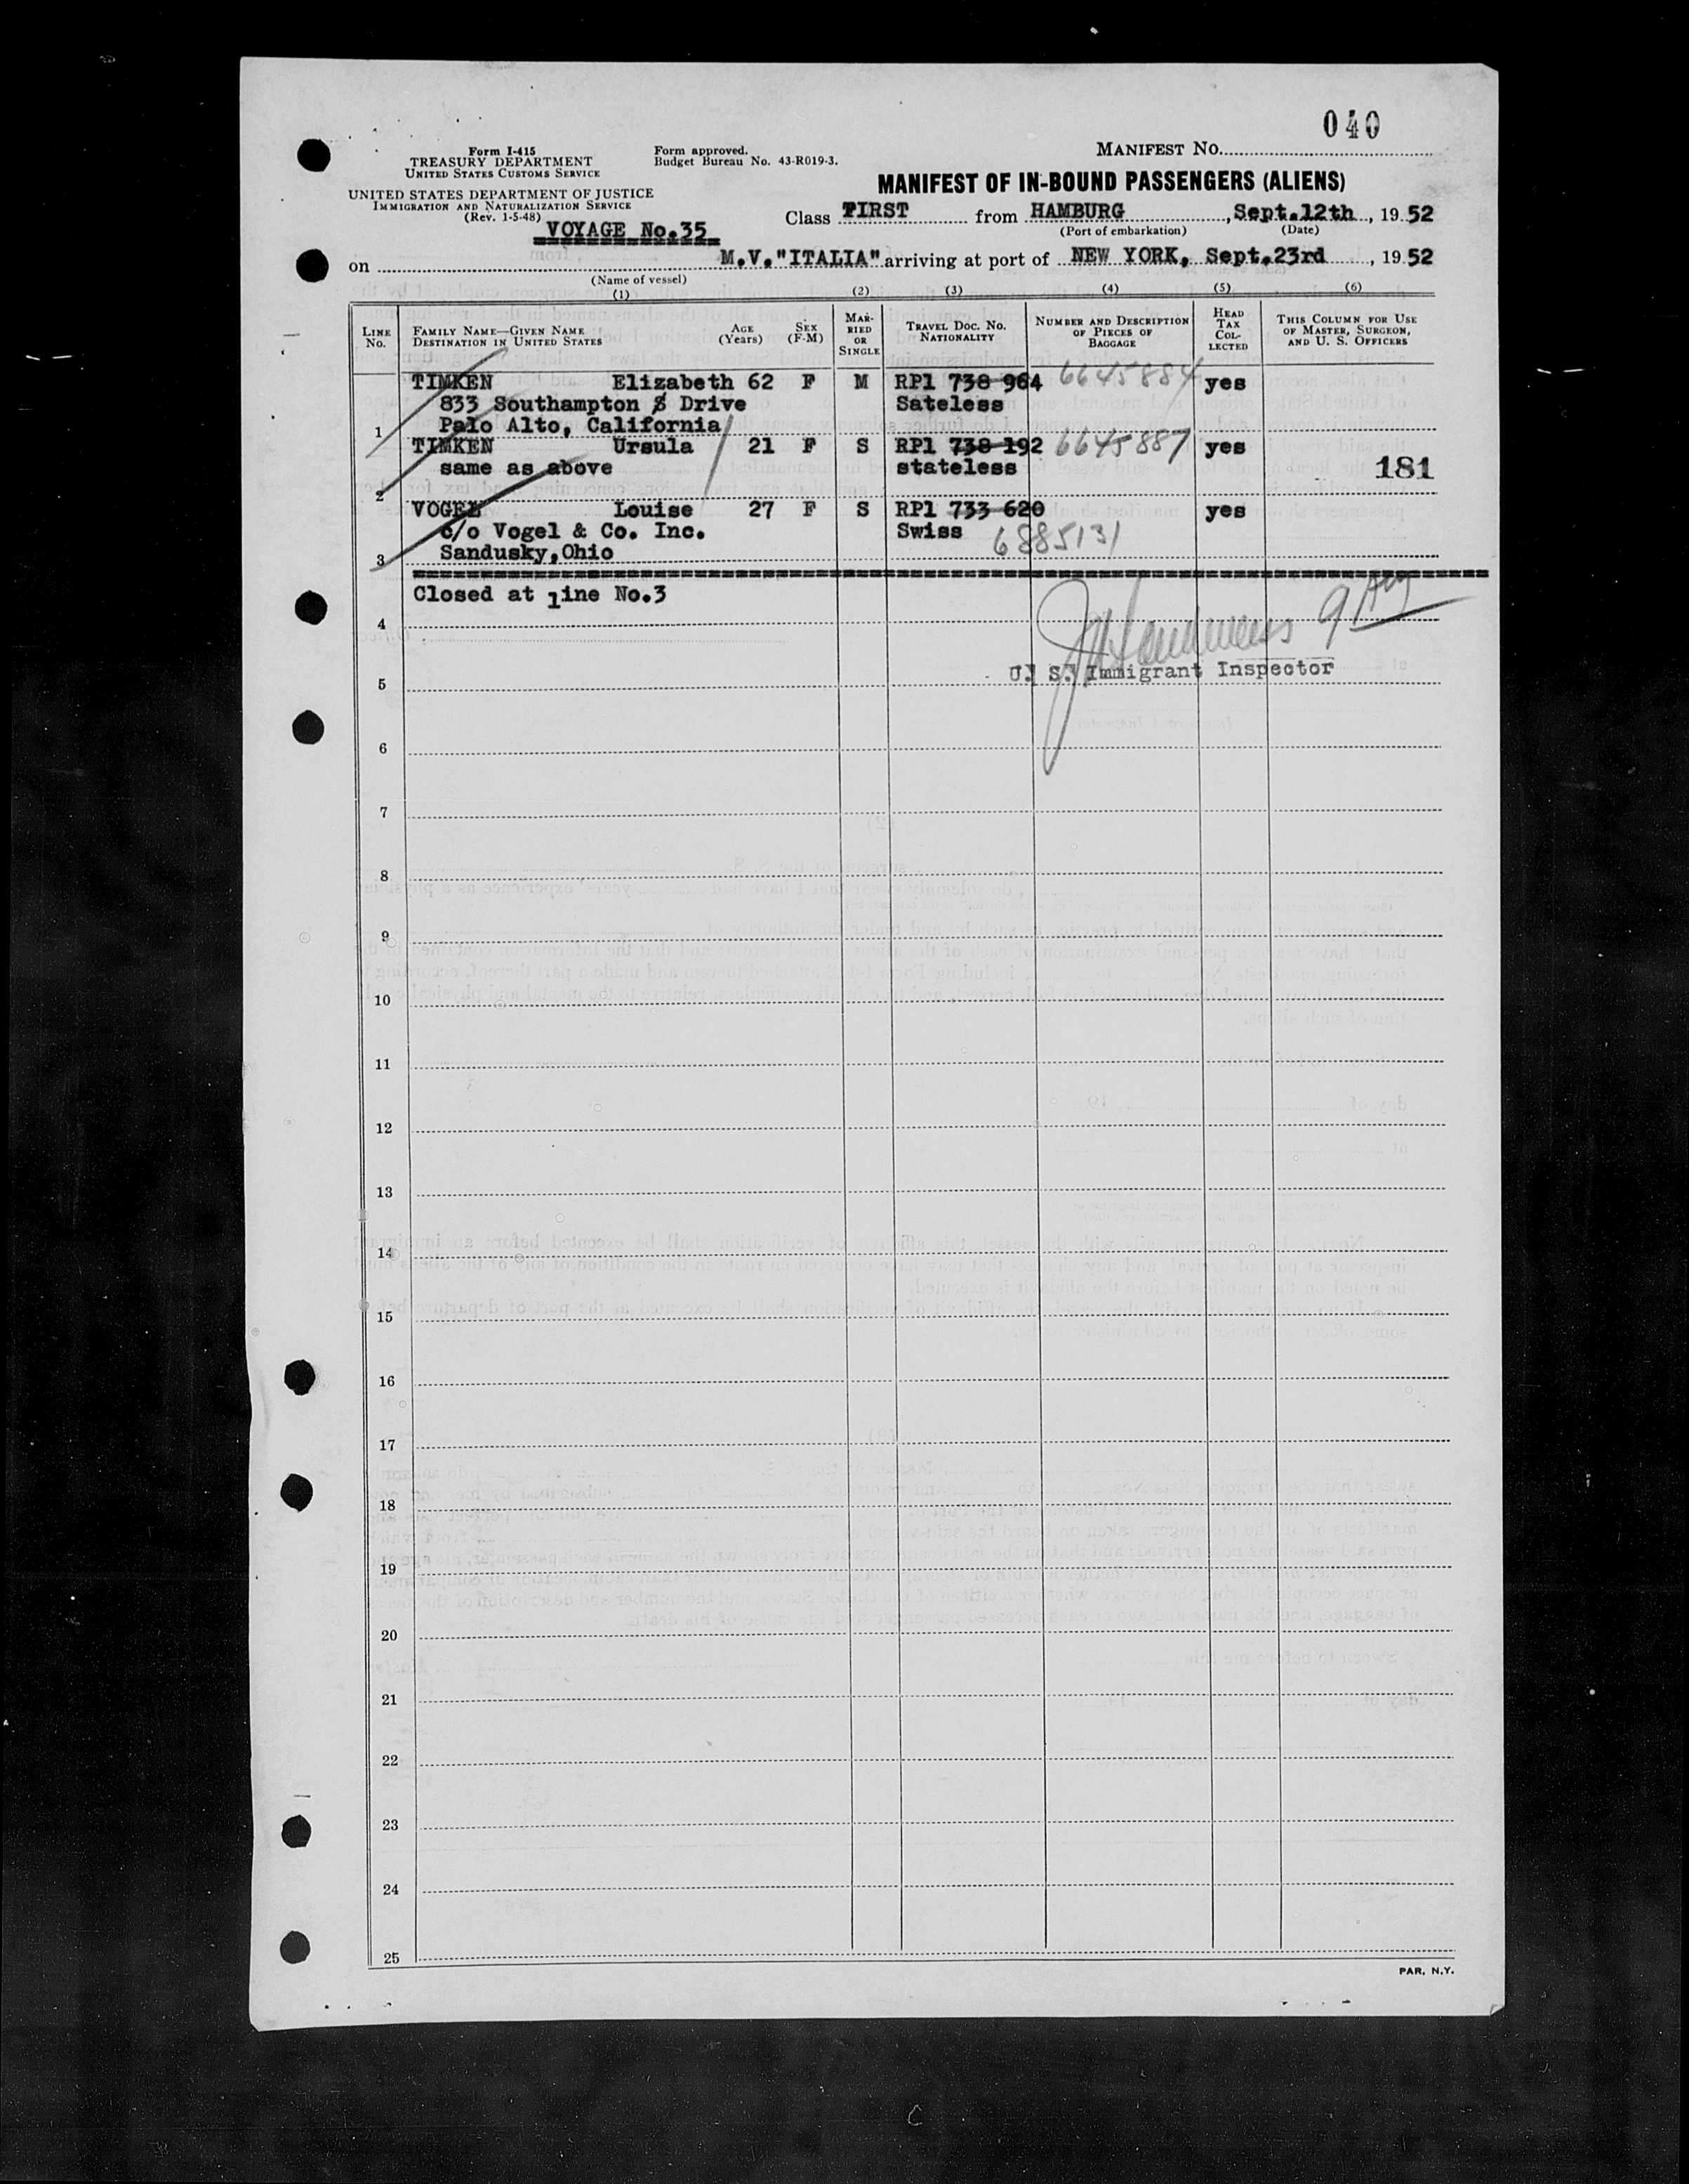 040
Form I-415
TREASURY DEPARTMENT
UNITED STATES CUSTOMS SERVICE
Form approved.
Budget Bureau No. 43-R019-3.
MANIFEST NO.
UNITED STATES DEPARTMENT OF JUSTICE
IMMIGRATION AND NATURALIZATION SERVICE
(Rev. 1-5-48)
MANIFEST OF IN-BOUND PASSENGERS (ALIENS)
VOYAGE No.35
Class FIRST from HAMBURG, Sept.12th, 1952
(Port of embarkation) (Date)
on M.V."ITALIA" arriving at port of NEW YORK, Sept.23rd, 1952
(Name of vessel)
(1) (2) (3) (4) (5) (6)
LINE NO. FAMILY NAME—GIVEN NAME DESTINATION IN UNITED STATES AGE (Years) SEX (F-M) MARRIED OR SINGLE TRAVEL DOC. NO. NATIONALITY NUMBER AND DESCRIPTION OF PIECES OF BAGGAGE HEAD TAX COLLECTED THIS COLUMN FOR USE OF MASTER, SURGEON, AND U. S. OFFICERS
TIMKEN Elizabeth 62 F M RPl 738 964 6645884 yes
833 Southampton S Drive Sateless
1 Palo Alto, California
TIMKEN Ursula 21 F S RPl 738 192 6645887 yes
same as above stateless 181
2
VOGEL Louise 27 F S RPl 733 620 yes
c/o Vogel & Co. Inc. Swiss 6885131
3 Sandusky,Ohio
Closed at line No.3
4
U. S. Immigrant Inspector
5
6
7
8
9
10
11
12
13
14
15
16
17
18
19
20
21
22
23
24
25
PAR, N.Y.